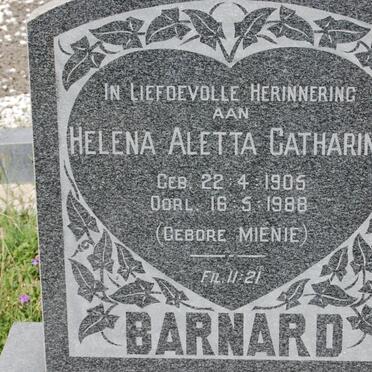 IN LIEFDEVOLLE HERINNERING
AAN
HELENA ALETTA CATHARIN
GEB. 22-4-1905
OORL. 16-5-1988
(GEBORE MIENIE)
FIL. 11:21
BARNARD